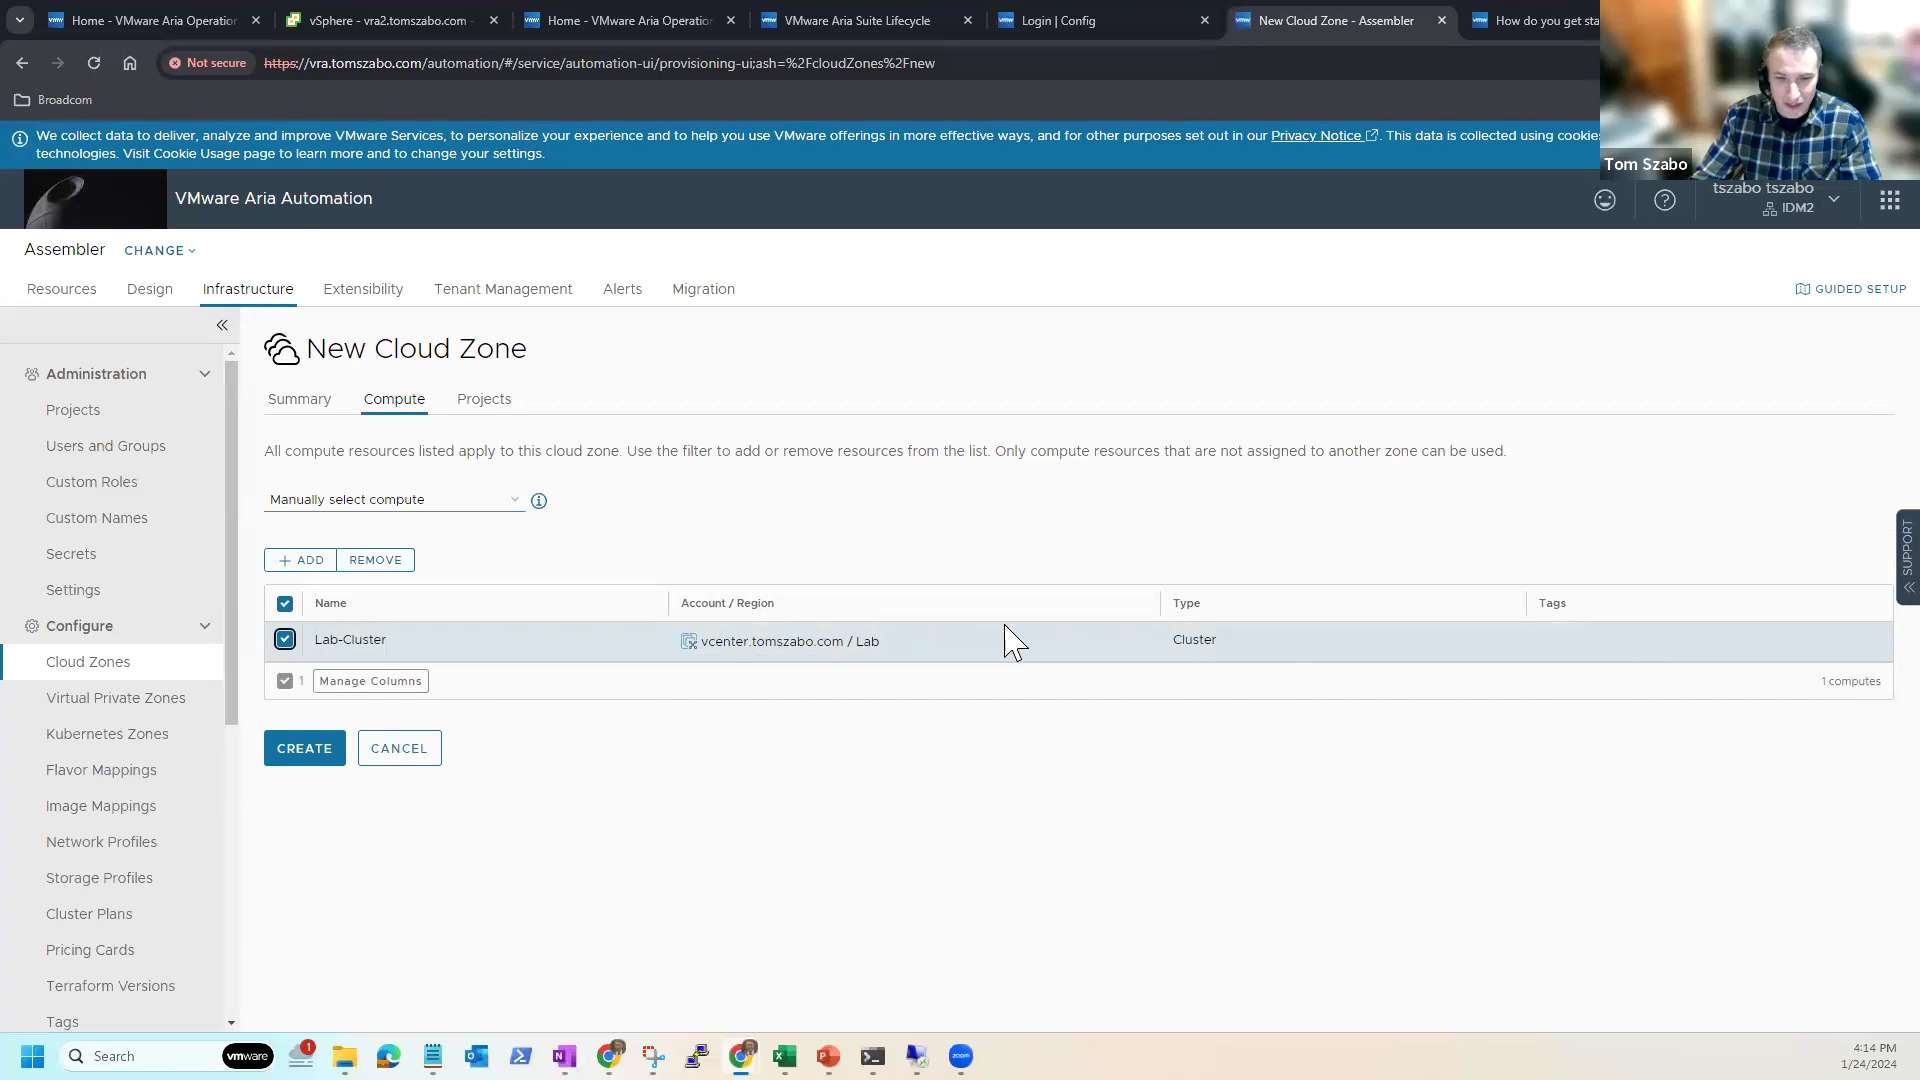 Home - VMware Aria Operation
vSphere - vra2.tomszabo.com -
Home - VMware Aria Operation
VMware Aria Suite Lifecycle
Login | Config
New Cloud Zone - Assembler
How do you get sta
Not secure
https://vra.tomszabo.com/automation/#/service/automation-ui/provisioning-ui;ash=%2FcloudZones%2Fnew
Broadcom
We collect data to deliver, analyze and improve VMware Services, to personalize your experience and to help you use VMware offerings in more effective ways, and for other purposes set out in our Privacy Notice. This data is collected using cookie
technologies. Visit Cookie Usage page to learn more and to change your settings.
Tom Szabo
VMware Aria Automation
tszabo tszabo
IDM2
Assembler
CHANGE
Resources
Design
Infrastructure
Extensibility
Tenant Management
Alerts
Migration
GUIDED SETUP
Administration
Projects
Users and Groups
Custom Roles
Custom Names
Secrets
Settings
Configure
Cloud Zones
Virtual Private Zones
Kubernetes Zones
Flavor Mappings
Image Mappings
Network Profiles
Storage Profiles
Cluster Plans
Pricing Cards
Terraform Versions
Tags
New Cloud Zone
Summary
Compute
Projects
All compute resources listed apply to this cloud zone. Use the filter to add or remove resources from the list. Only compute resources that are not assigned to another zone can be used.
Manually select compute
+ ADD
REMOVE
Name
Account / Region
Type
Tags
Lab-Cluster
vcenter.tomszabo.com / Lab
Cluster
1
Manage Columns
1 computes
CREATE
CANCEL
SUPPORT
Search
vmware
1
zoom
4:14 PM
1/24/2024